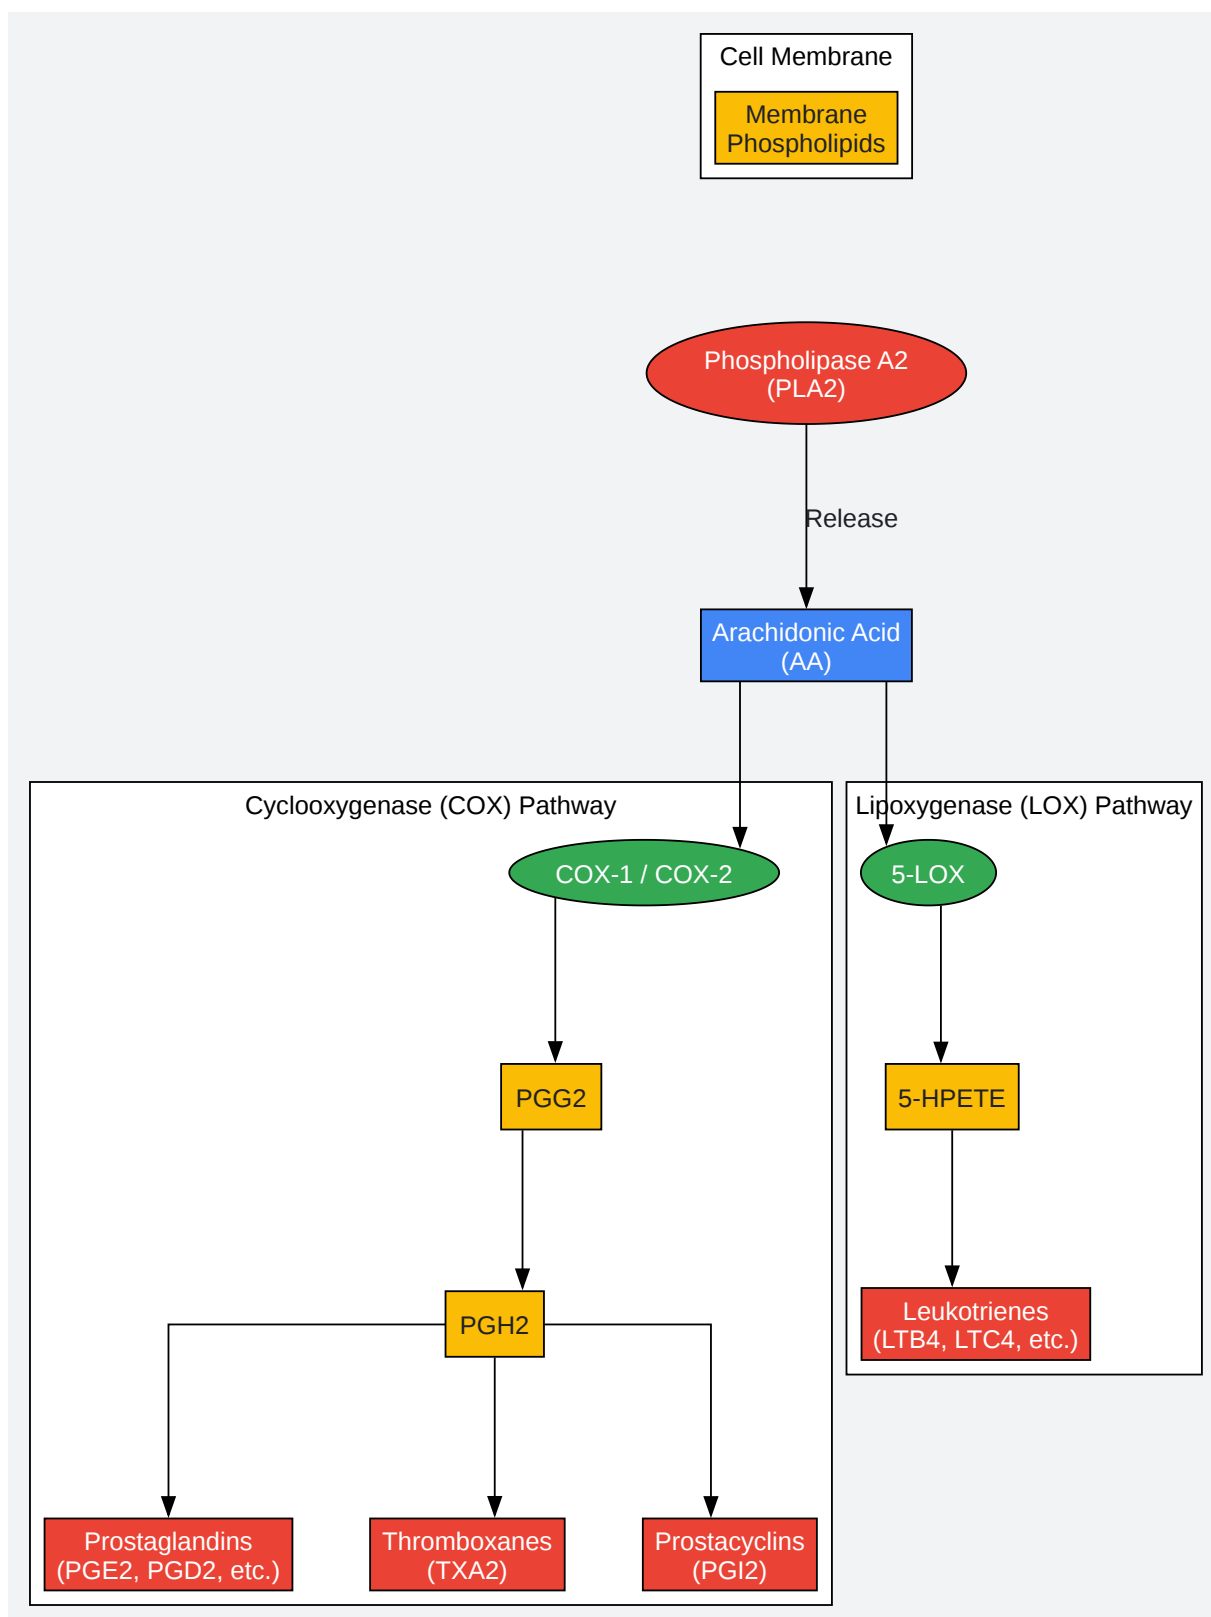 Cell Membrane
Membrane
Phospholipids
Phospholipase A2
(PLA2)
Release
Arachidonic Acid
(AA)
Cyclooxygenase (COX) Pathway
COX-1 / COX-2
PGG2
PGH2
Prostaglandins
(PGE2, PGD2, etc.)
Thromboxanes
(TXA2)
Prostacyclins
(PGI2)
Lipoxygenase (LOX) Pathway
5-LOX
5-HPETE
Leukotrienes
(LTB4, LTC4, etc.)